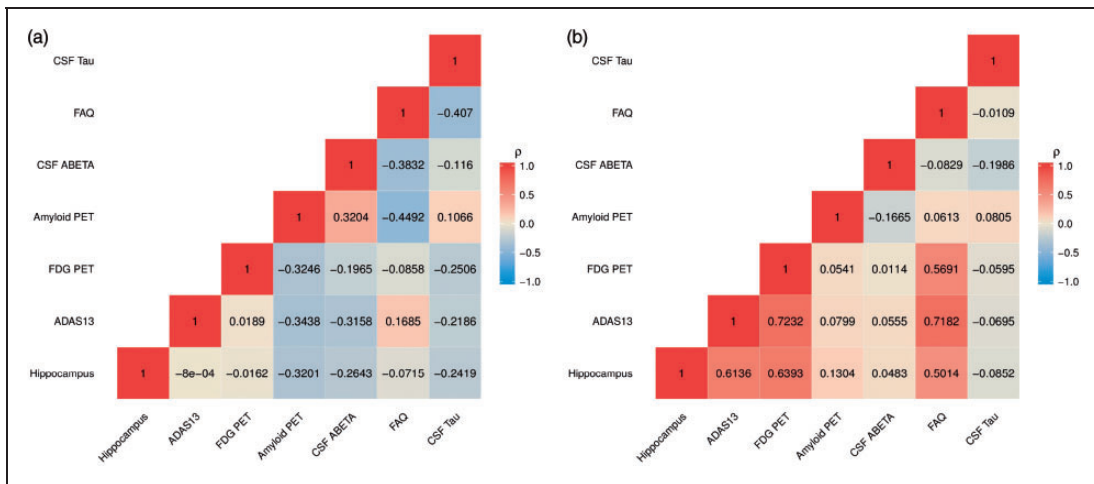 (a)
CSF Tau 1
FAQ 1 −0.407
CSF ABETA 1 −0.3832 −0.116
Amyloid PET 1 0.3204 −0.4492 0.1066
FDG PET 1 −0.3246 −0.1965 −0.0858 −0.2506
ADAS13 1 0.0189 −0.3438 −0.3158 0.1685 −0.2186
Hippocampus 1 −8e−04 −0.0162 −0.3201 −0.2643 −0.0715 −0.2419
Hippocampus ADAS13 FDG PET Amyloid PET CSF ABETA FAQ CSF Tau
ρ
1.0
0.5
0.0
−0.5
−1.0
(b)
CSF Tau 1
FAQ 1 −0.0109
CSF ABETA 1 −0.0829 −0.1986
Amyloid PET 1 −0.1665 0.0613 0.0805
FDG PET 1 0.0541 0.0114 0.5691 −0.0595
ADAS13 1 0.7232 0.0799 0.0555 0.7182 −0.0695
Hippocampus 1 0.6136 0.6393 0.1304 0.0483 0.5014 −0.0852
Hippocampus ADAS13 FDG PET Amyloid PET CSF ABETA FAQ CSF Tau
ρ
1.0
0.5
0.0
−0.5
−1.0